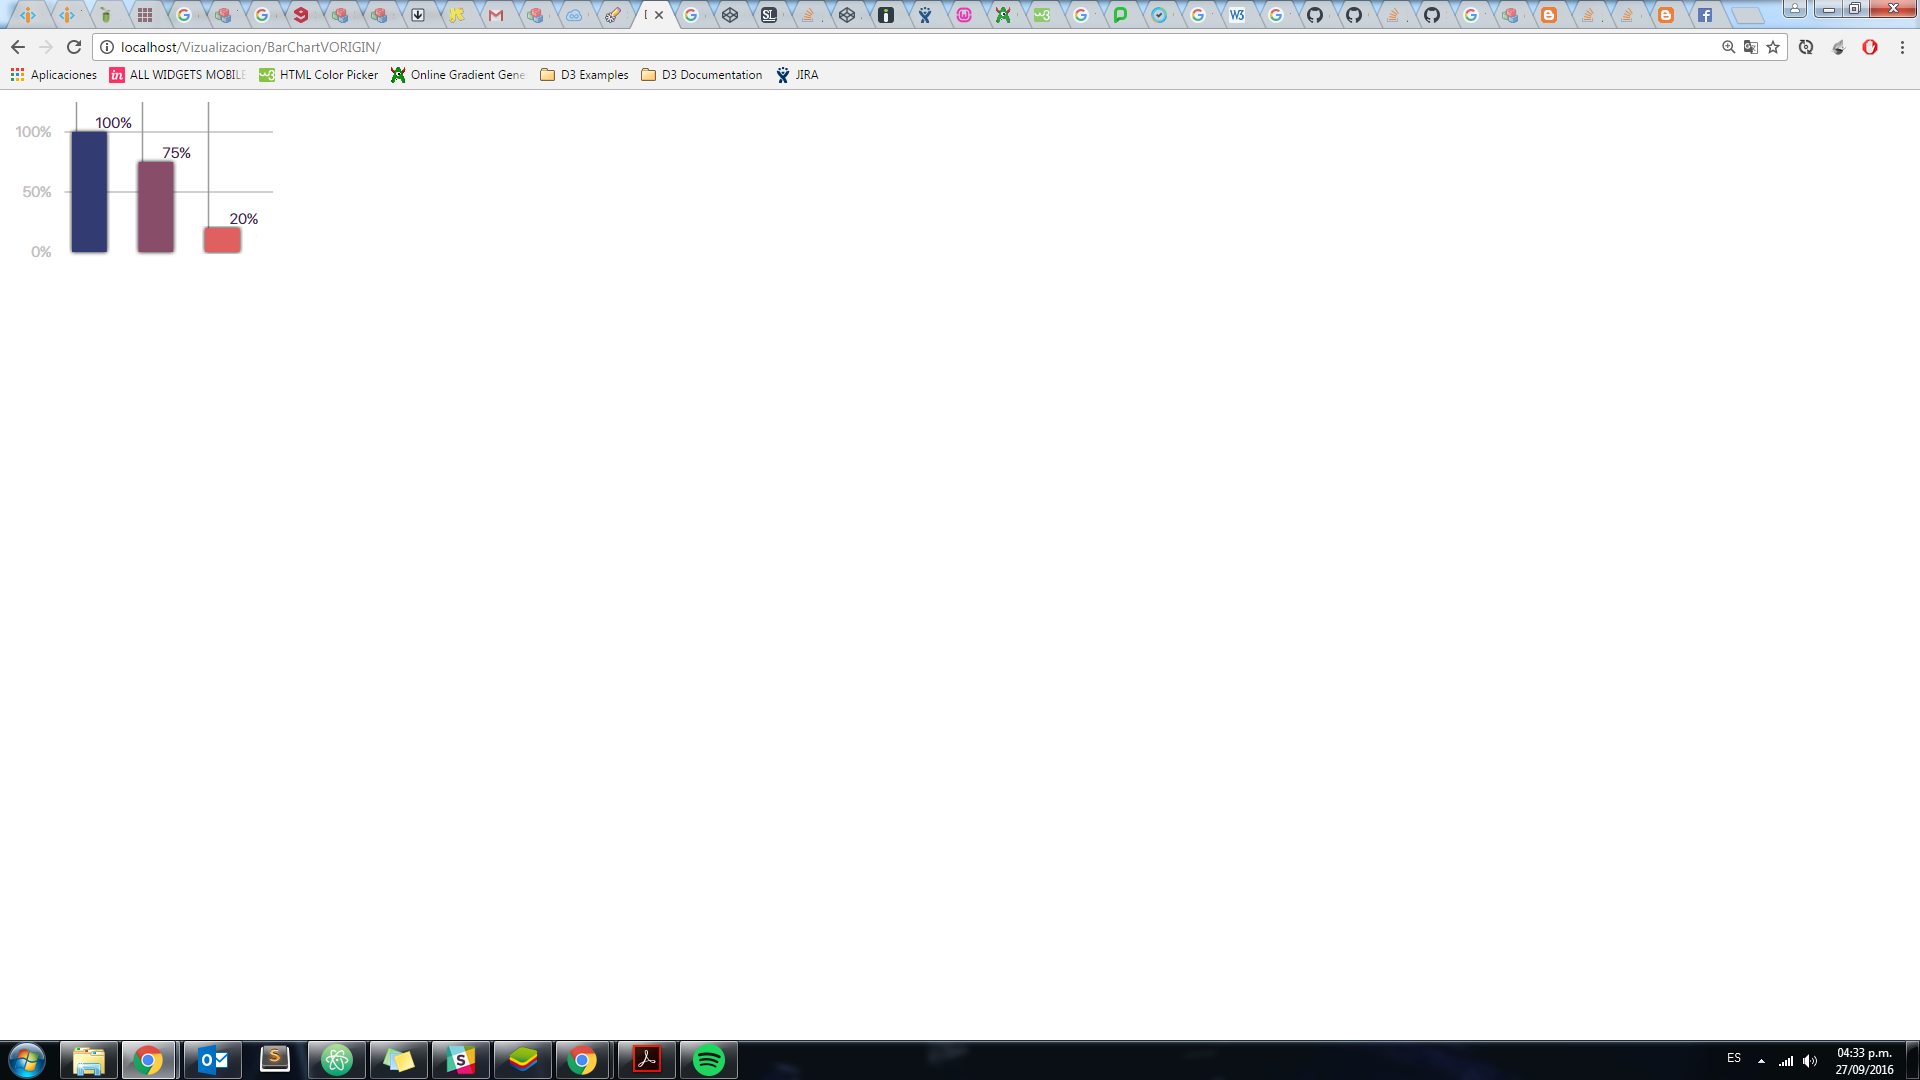 localhost/Vizualizacion/BarChartVORIGIN/
Aplicaciones
ALL WIDGETS MOBILE
HTML Color Picker
Online Gradient Gene
D3 Examples
D3 Documentation
JIRA
100%
100%
75%
50%
20%
0%
ES
04:33 p.m.
27/09/2016